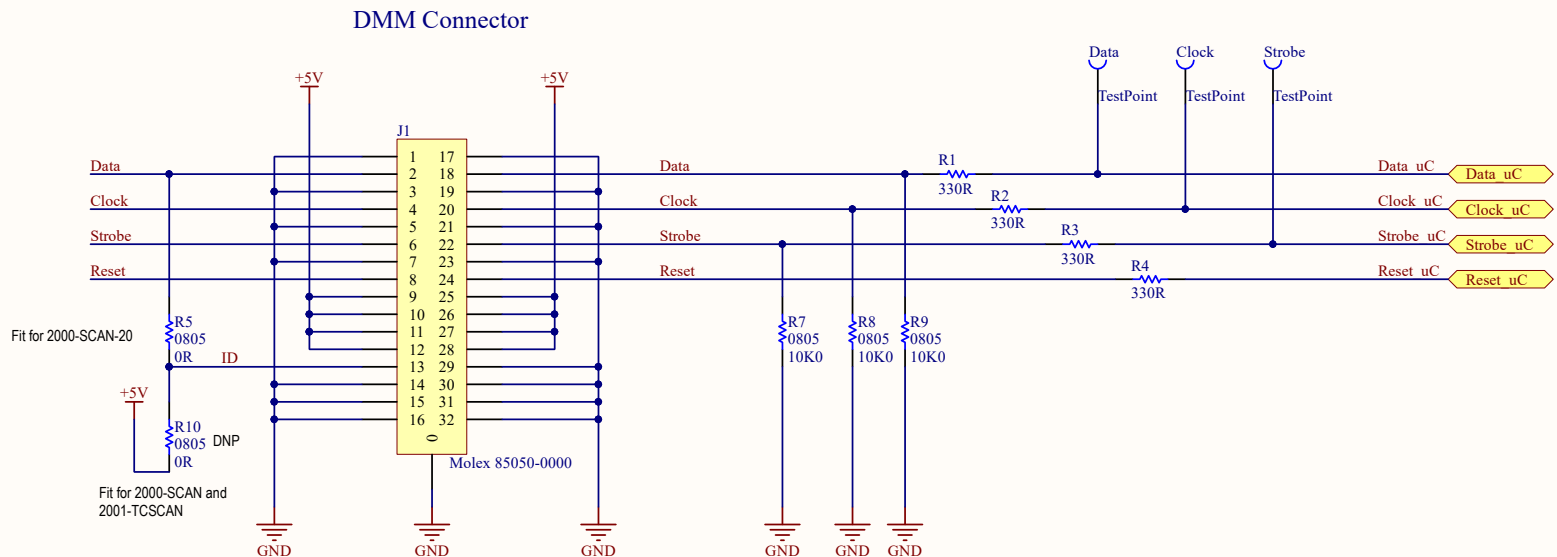 DMM Connector
Data Clock Strobe
+5V +5V
TestPoint TestPoint TestPoint
J1
1 17
Data 2 18 Data R1 330R Data_uC Data_uC
3 19
Clock 4 20 Clock R2 330R Clock_uC Clock_uC
5 21
Strobe 6 22 Strobe R3 330R Strobe_uC Strobe_uC
7 23
Reset 8 24 Reset R4 330R Reset_uC Reset_uC
9 25
10 26
11 27
12 28
13 29
14 30
15 31
16 32
0
Molex 85050-0000
Fit for 2000-SCAN-20
R5
0805
0R
ID
+5V
R10
0805 DNP
0R
Fit for 2000-SCAN and
2001-TCSCAN
R7 R8 R9
0805 0805 0805
10K0 10K0 10K0
GND GND GND GND GND GND